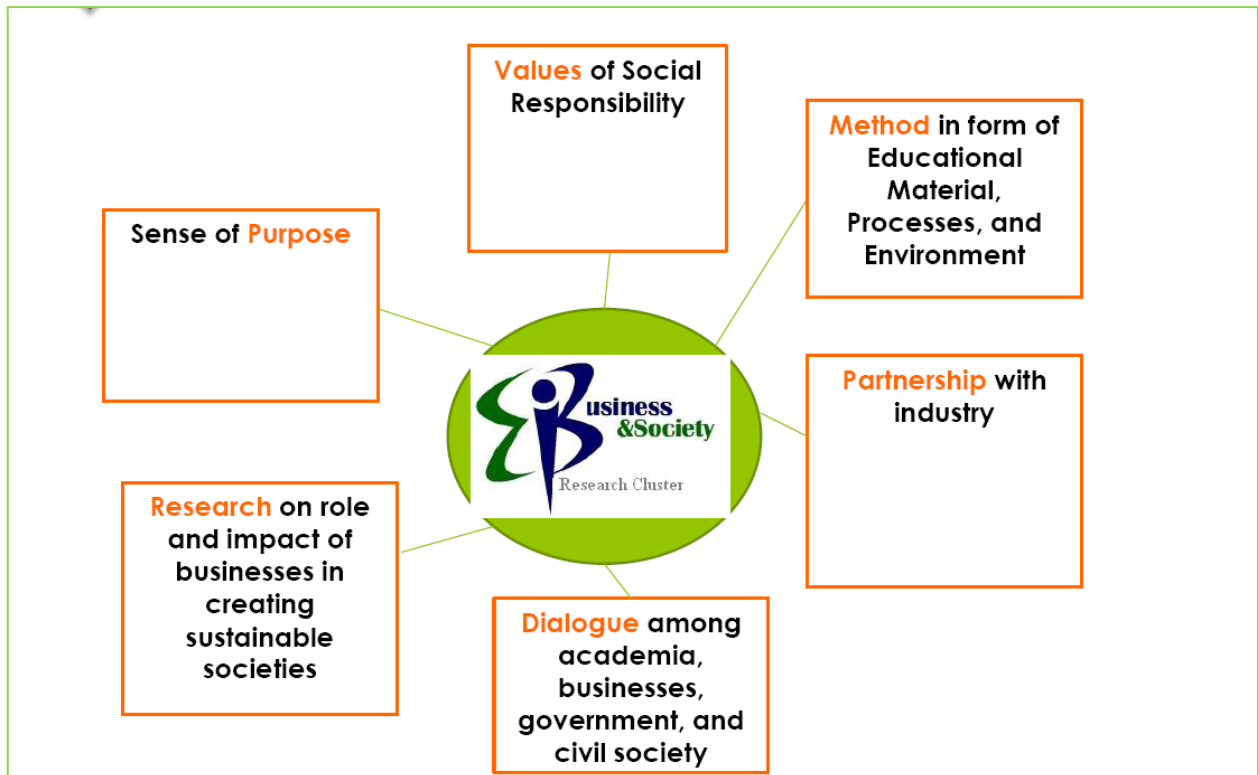 Values of Social
Responsibility
Method in form of
Educational
Material,
Processes, and
Environment
Sense of Purpose
Business
&Society
Research Cluster
Partnership with
industry
Research on role
and impact of
businesses in
creating
sustainable
societies
Dialogue among
academia,
businesses,
government, and
civil society